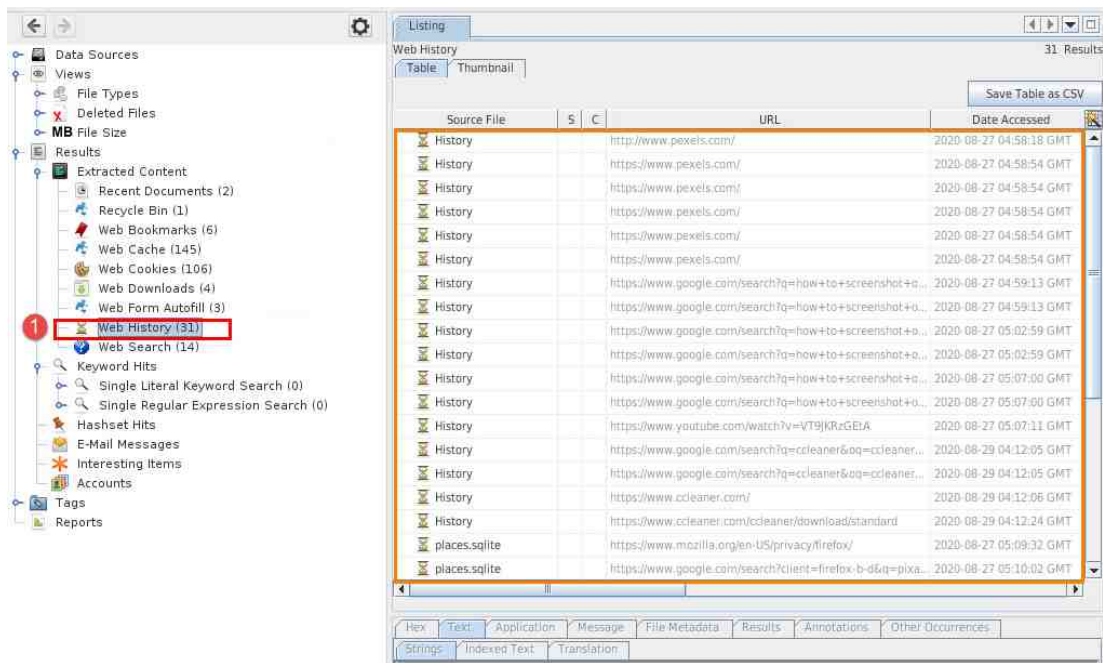 Listing
Web History
31 Results
Table Thumbnail
Save Table as CSV
Data Sources
Views
File Types
Deleted Files
MB File Size
Results
Extracted Content
Recent Documents (2)
Recycle Bin (1)
Web Bookmarks (6)
Web Cache (145)
Web Cookies (106)
Web Downloads (4)
Web Form Autofill (3)
1 Web History (31)
Web Search (14)
Keyword Hits
Single Literal Keyword Search (0)
Single Regular Expression Search (0)
Hashset Hits
E-Mail Messages
Interesting Items
Accounts
Tags
Reports
Source File S C URL Date Accessed
History http://www.pexels.com/ 2020-08-27 04:58:18 GMT
History https://www.pexels.com/ 2020-08-27 04:58:54 GMT
History https://www.pexels.com/ 2020-08-27 04:58:54 GMT
History https://www.pexels.com/ 2020-08-27 04:58:54 GMT
History https://www.pexels.com/ 2020-08-27 04:58:54 GMT
History https://www.pexels.com/ 2020-08-27 04:58:54 GMT
History https://www.google.com/search?q=how+to+screenshot+o... 2020-08-27 04:59:13 GMT
History https://www.google.com/search?q=how+to+screenshot+o... 2020-08-27 04:59:13 GMT
History https://www.google.com/search?q=how+to+screenshot+o... 2020-08-27 05:02:59 GMT
History https://www.google.com/search?q=how+to+screenshot+o... 2020-08-27 05:02:59 GMT
History https://www.google.com/search?q=how+to+screenshot+o... 2020-08-27 05:07:00 GMT
History https://www.google.com/search?q=how+to+screenshot+o... 2020-08-27 05:07:00 GMT
History https://www.youtube.com/watch?v=VT9JKRzGEtA 2020-08-27 05:07:11 GMT
History https://www.google.com/search?q=ccleaner&oq=ccleaner... 2020-08-29 04:12:05 GMT
History https://www.google.com/search?q=ccleaner&oq=ccleaner... 2020-08-29 04:12:05 GMT
History https://www.ccleaner.com/ 2020-08-29 04:12:06 GMT
History https://www.ccleaner.com/ccleaner/download/standard 2020-08-29 04:12:24 GMT
places.sqlite https://www.mozilla.org/en-US/privacy/firefox/ 2020-08-27 05:09:32 GMT
places.sqlite https://www.google.com/search?client=firefox-b-d&q=pixa... 2020-08-27 05:10:02 GMT
Hex Text Application Message File Metadata Results Annotations Other Occurrences
Strings Indexed Text Translation